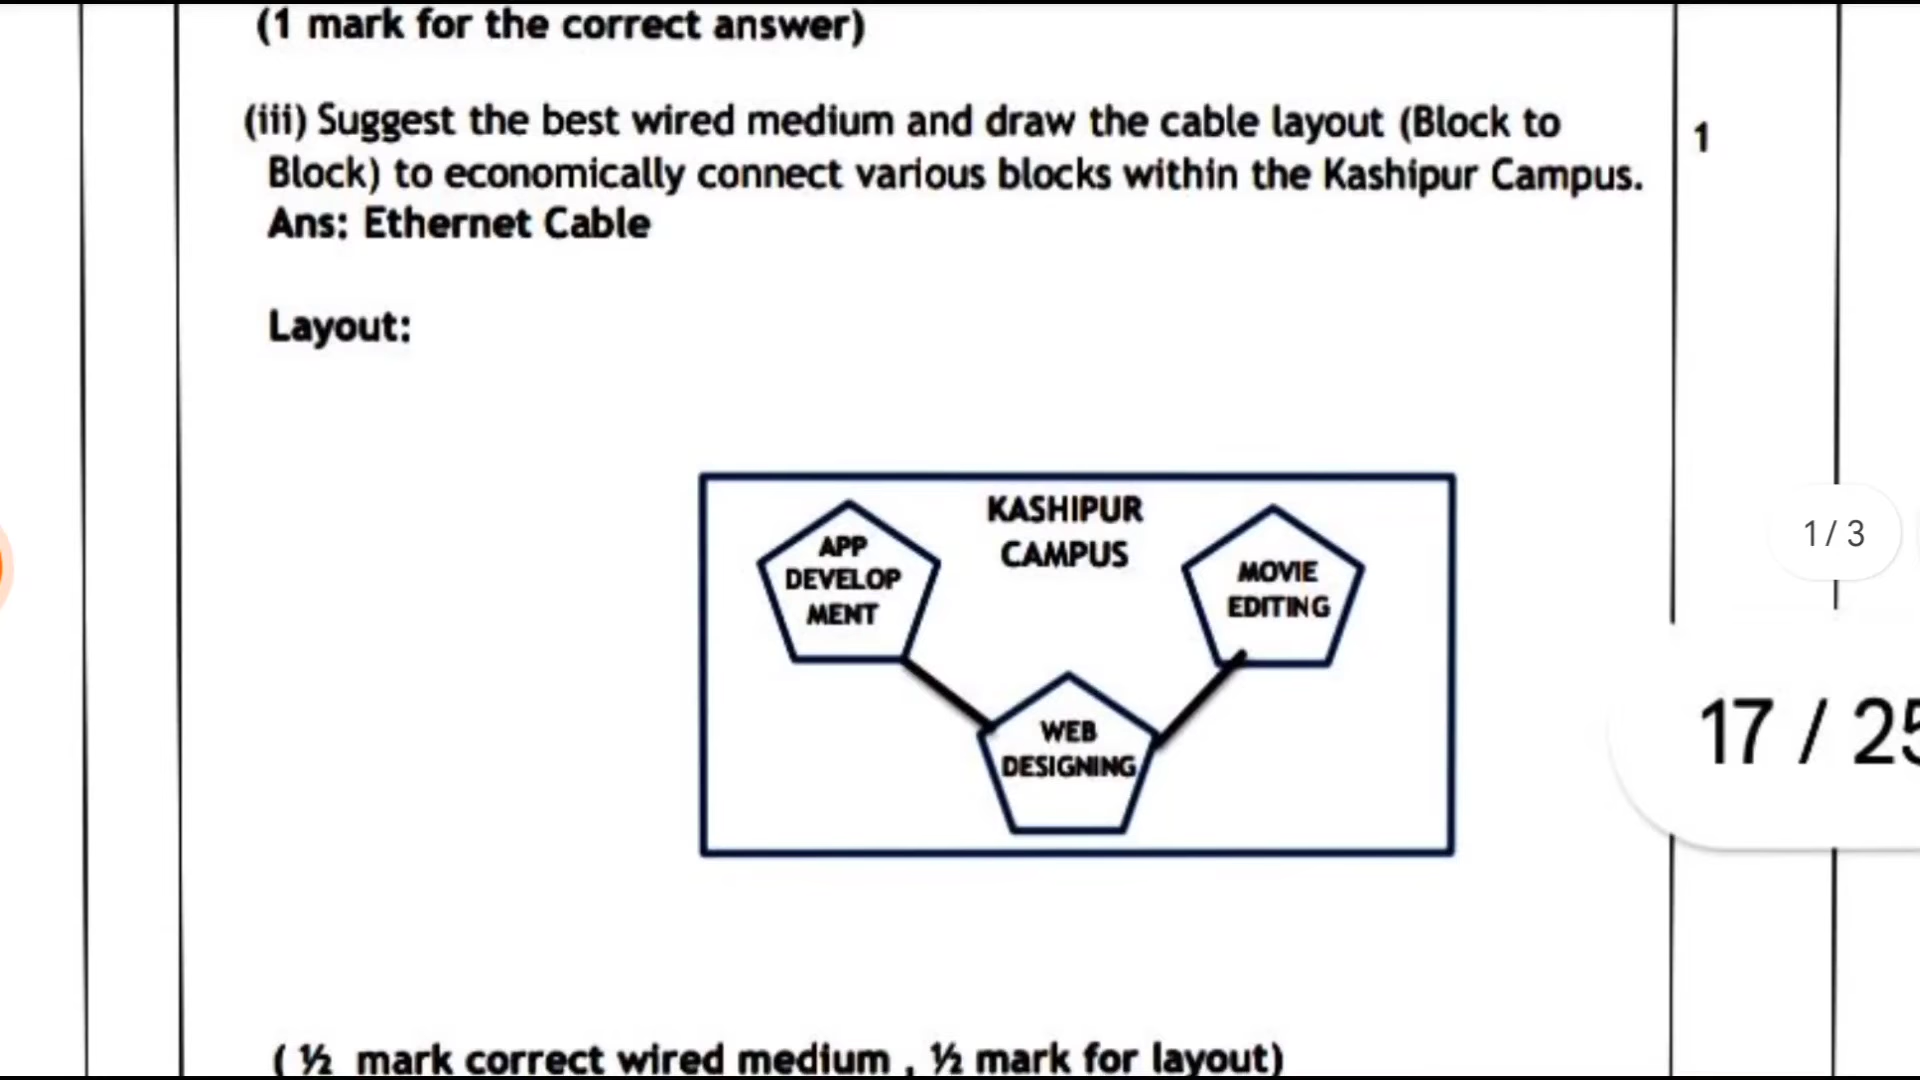 (1 mark for the correct answer)
(iii) Suggest the best wired medium and draw the cable layout (Block to
Block) to economically connect various blocks within the Kashipur Campus.
1
Ans: Ethernet Cable
Layout:
KASHIPUR
CAMPUS
APP
DEVELOP
MENT
MOVIE
EDITING
WEB
DESIGNING
1/3
17 / 25
( ½ mark correct wired medium , ½ mark for layout)